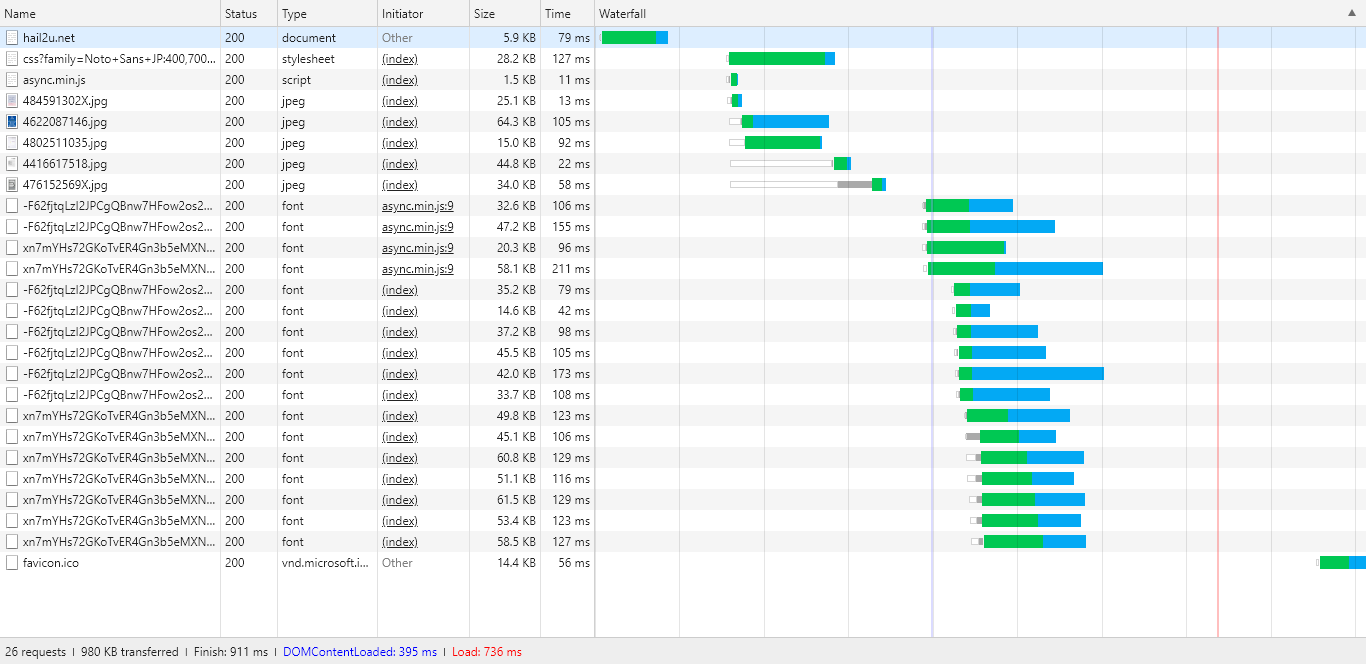 Name Status Type Initiator Size Time Waterfall
hail2u.net 200 document Other 5.9 KB 79 ms
css?family=Noto+Sans+JP:400,700... 200 stylesheet (index) 28.2 KB 127 ms
async.min.js 200 script (index) 1.5 KB 11 ms
484591302X.jpg 200 jpeg (index) 25.1 KB 13 ms
4622087146.jpg 200 jpeg (index) 64.3 KB 105 ms
4802511035.jpg 200 jpeg (index) 15.0 KB 92 ms
4416617518.jpg 200 jpeg (index) 44.8 KB 22 ms
476152569X.jpg 200 jpeg (index) 34.0 KB 58 ms
-F62fjtqLzI2JPCgQBnw7HFow2os2... 200 font async.min.js:9 32.6 KB 106 ms
-F62fjtqLzI2JPCgQBnw7HFow2os2... 200 font async.min.js:9 47.2 KB 155 ms
xn7mYHs72GKoTvER4Gn3b5eMXN... 200 font async.min.js:9 20.3 KB 96 ms
xn7mYHs72GKoTvER4Gn3b5eMXN... 200 font async.min.js:9 58.1 KB 211 ms
-F62fjtqLzI2JPCgQBnw7HFow2os2... 200 font (index) 35.2 KB 79 ms
-F62fjtqLzI2JPCgQBnw7HFow2os2... 200 font (index) 14.6 KB 42 ms
-F62fjtqLzI2JPCgQBnw7HFow2os2... 200 font (index) 37.2 KB 98 ms
-F62fjtqLzI2JPCgQBnw7HFow2os2... 200 font (index) 45.5 KB 105 ms
-F62fjtqLzI2JPCgQBnw7HFow2os2... 200 font (index) 42.0 KB 173 ms
-F62fjtqLzI2JPCgQBnw7HFow2os2... 200 font (index) 33.7 KB 108 ms
xn7mYHs72GKoTvER4Gn3b5eMXN... 200 font (index) 49.8 KB 123 ms
xn7mYHs72GKoTvER4Gn3b5eMXN... 200 font (index) 45.1 KB 106 ms
xn7mYHs72GKoTvER4Gn3b5eMXN... 200 font (index) 60.8 KB 129 ms
xn7mYHs72GKoTvER4Gn3b5eMXN... 200 font (index) 51.1 KB 116 ms
xn7mYHs72GKoTvER4Gn3b5eMXN... 200 font (index) 61.5 KB 129 ms
xn7mYHs72GKoTvER4Gn3b5eMXN... 200 font (index) 53.4 KB 123 ms
xn7mYHs72GKoTvER4Gn3b5eMXN... 200 font (index) 58.5 KB 127 ms
favicon.ico 200 vnd.microsoft.i... Other 14.4 KB 56 ms
26 requests | 980 KB transferred | Finish: 911 ms | DOMContentLoaded: 395 ms | Load: 736 ms